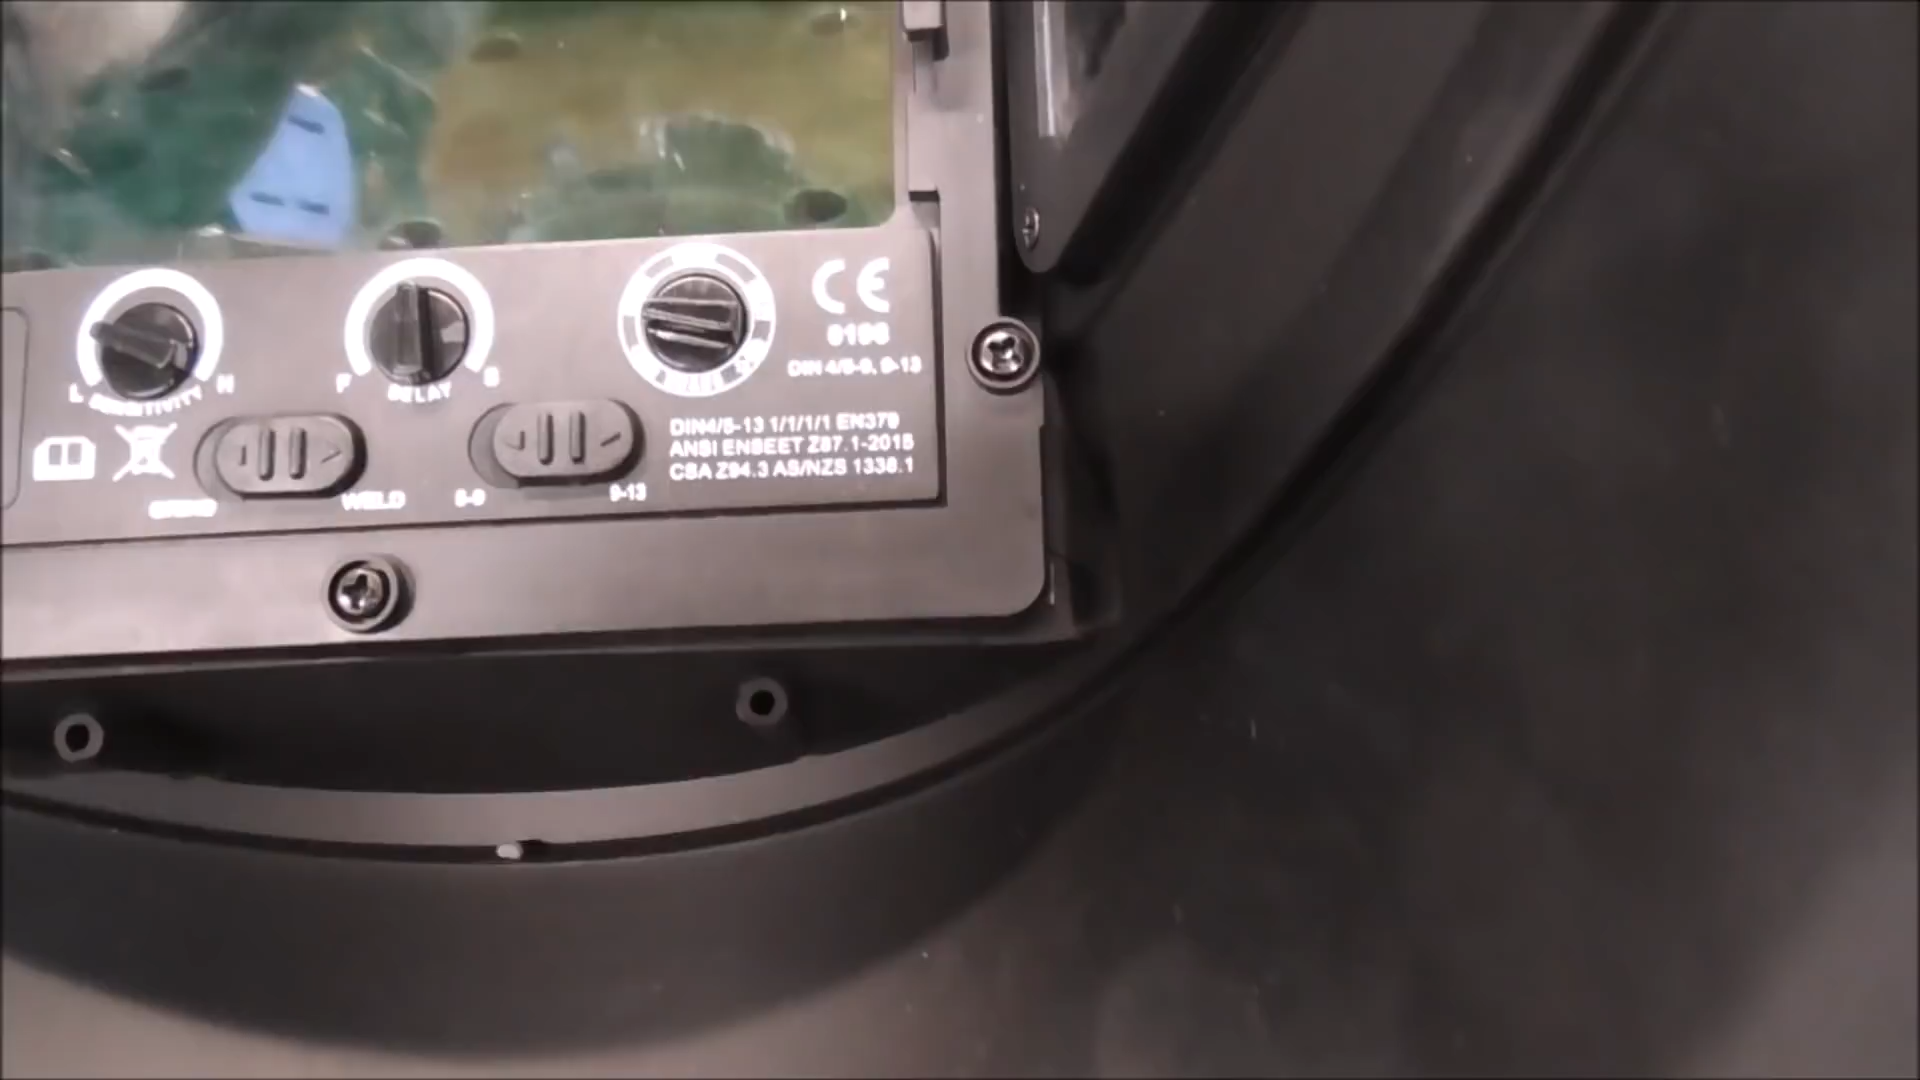 CE
DIN 4/5-9, 9-13
L SENSITIVITY H
F DELAY S
DIN4/5-13 1/1/1/1 EN379
ANSI ENSEET Z87.1-2015
CSA Z94.3 AS/NZS 1338.1
WELD
5-9
9-13